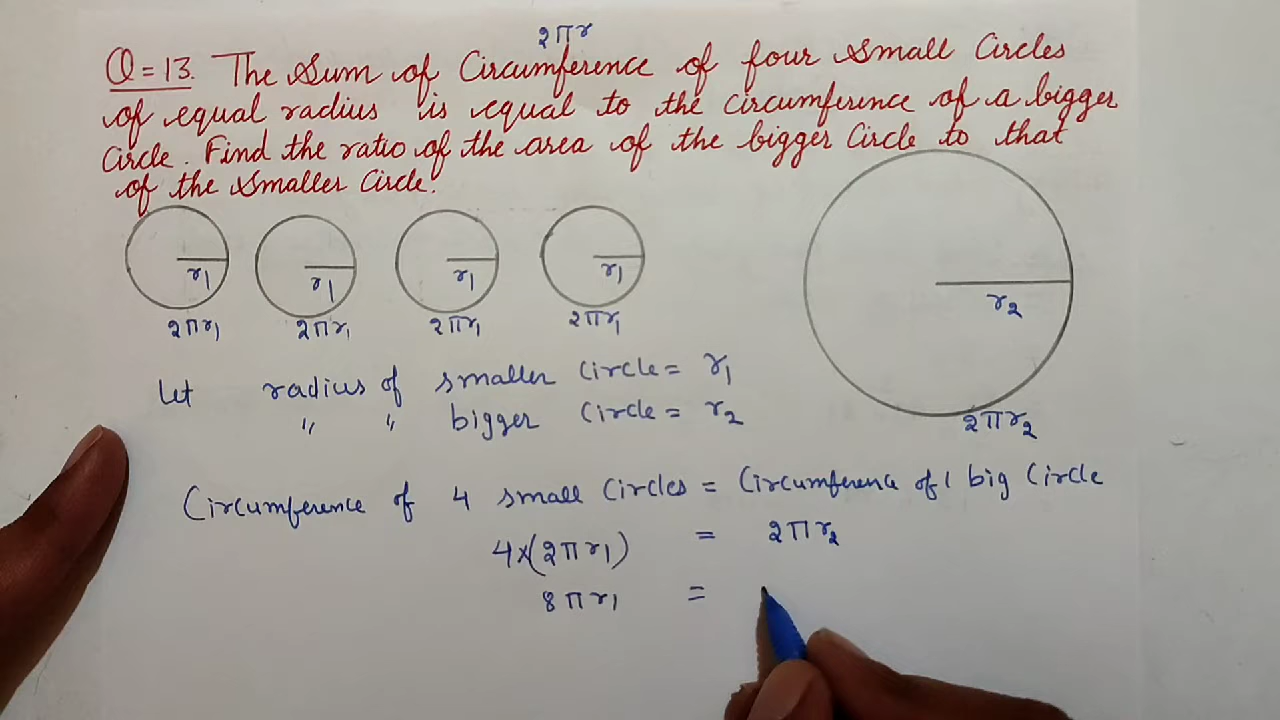 2πr
Q=13. The Sum of Circumference of four Small Circles
of equal radius is equal to the circumference of a bigger
Circle. Find the ratio of the area of the bigger Circle to that
of the Smaller Circle.
r1 r1 r1 r1 r2
2πr1 2πr1 2πr1 2πr1
Let radius of smaller Circle = r1
" " bigger Circle = r2
2πr2
Circumference of 4 small Circles = Circumference of 1 big Circle
4×(2πr1) = 2πr2
8πr1 =